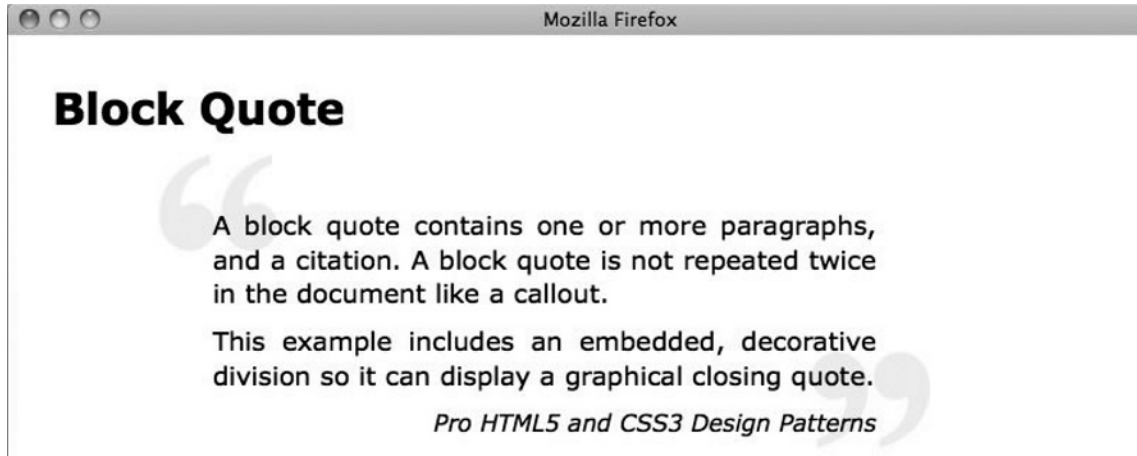 Mozilla Firefox
Block Quote
“
A block quote contains one or more paragraphs,
and a citation. A block quote is not repeated twice
in the document like a callout.
This example includes an embedded, decorative
division so it can display a graphical closing quote.
”
Pro HTML5 and CSS3 Design Patterns